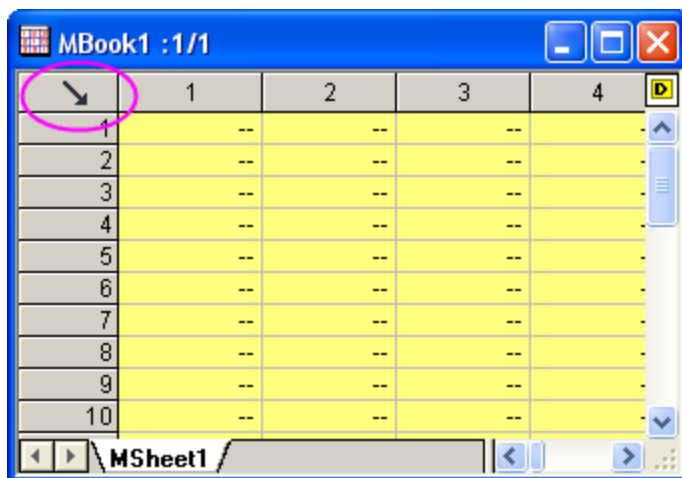 MBook1 :1/1
1 2 3 4 D
1 -- -- -- -
2 -- -- -- -
3 -- -- -- -
4 -- -- -- -
5 -- -- -- -
6 -- -- -- -
7 -- -- -- -
8 -- -- -- -
9 -- -- -- -
10 -- -- -- -
MSheet1